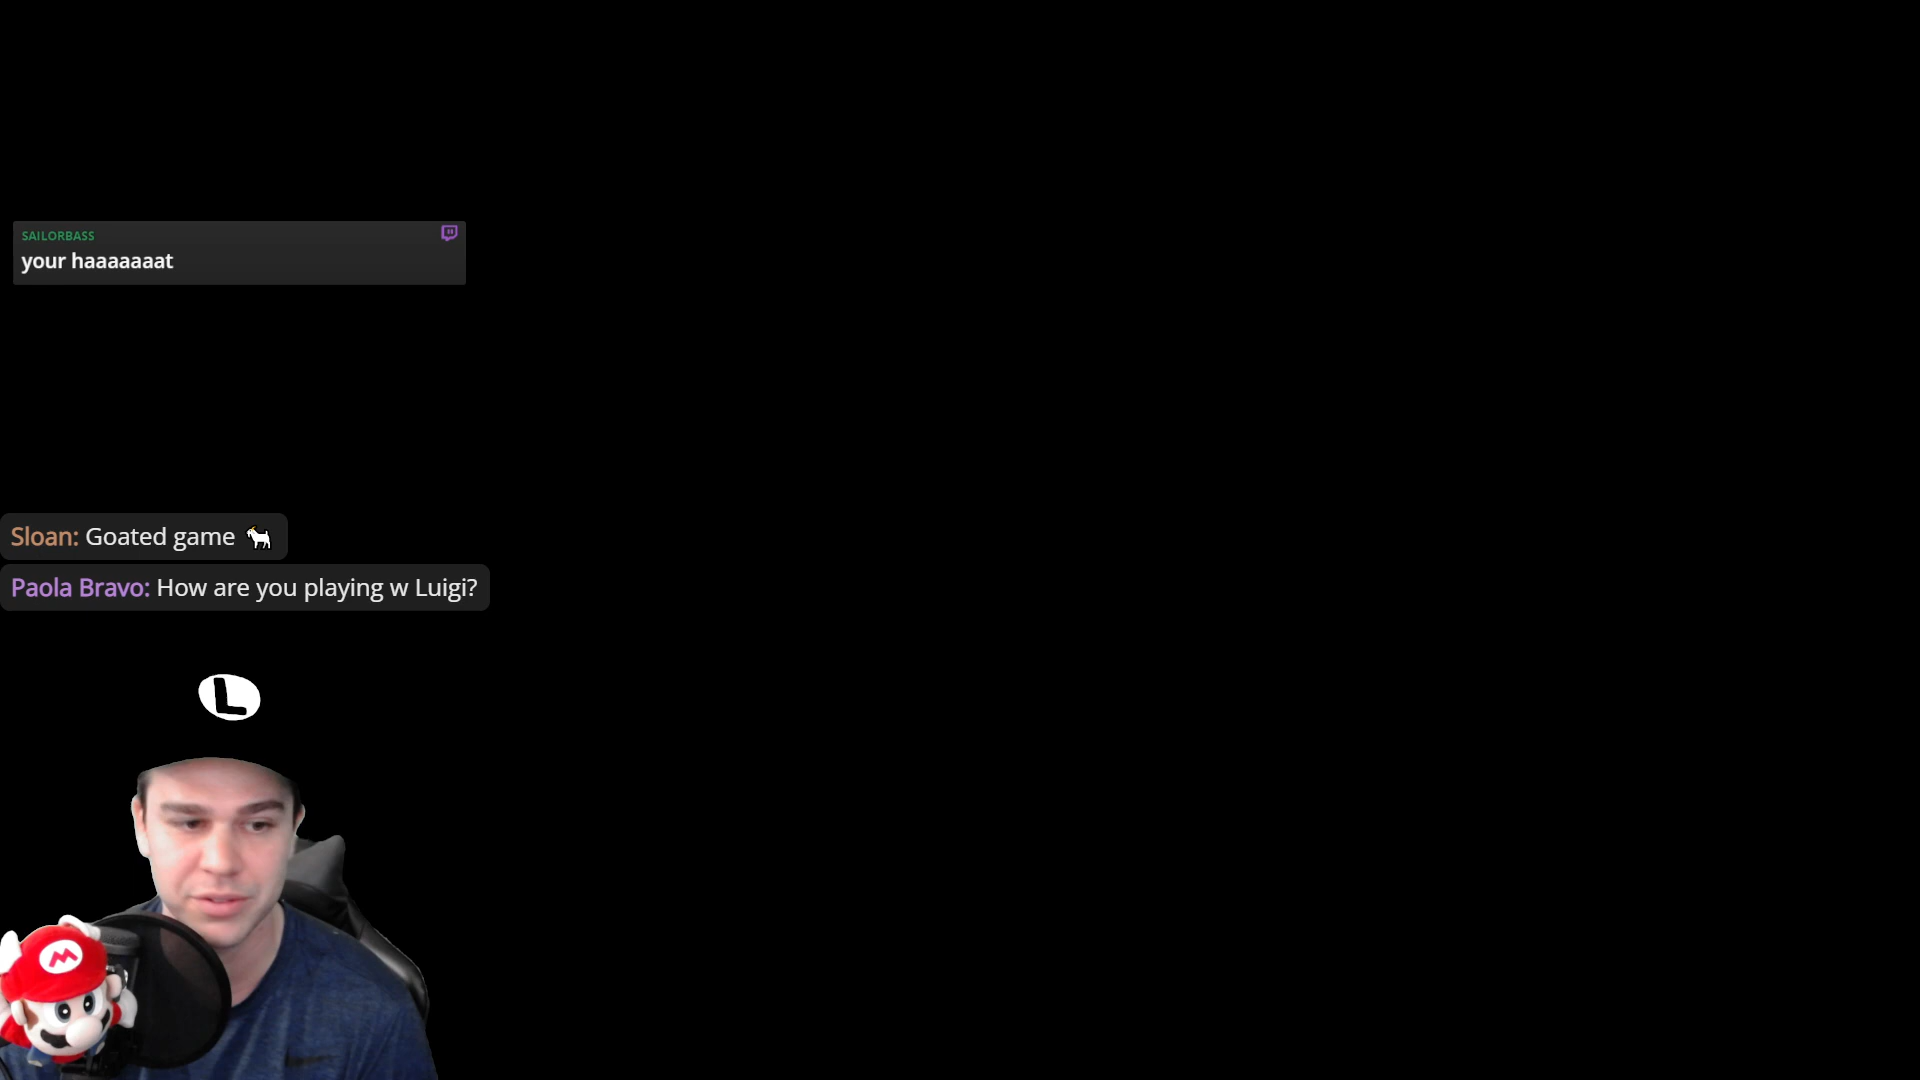 SAILORBASS
your haaaaaaat
Sloan: Goated game 🐐
Paola Bravo: How are you playing w Luigi?
L
M